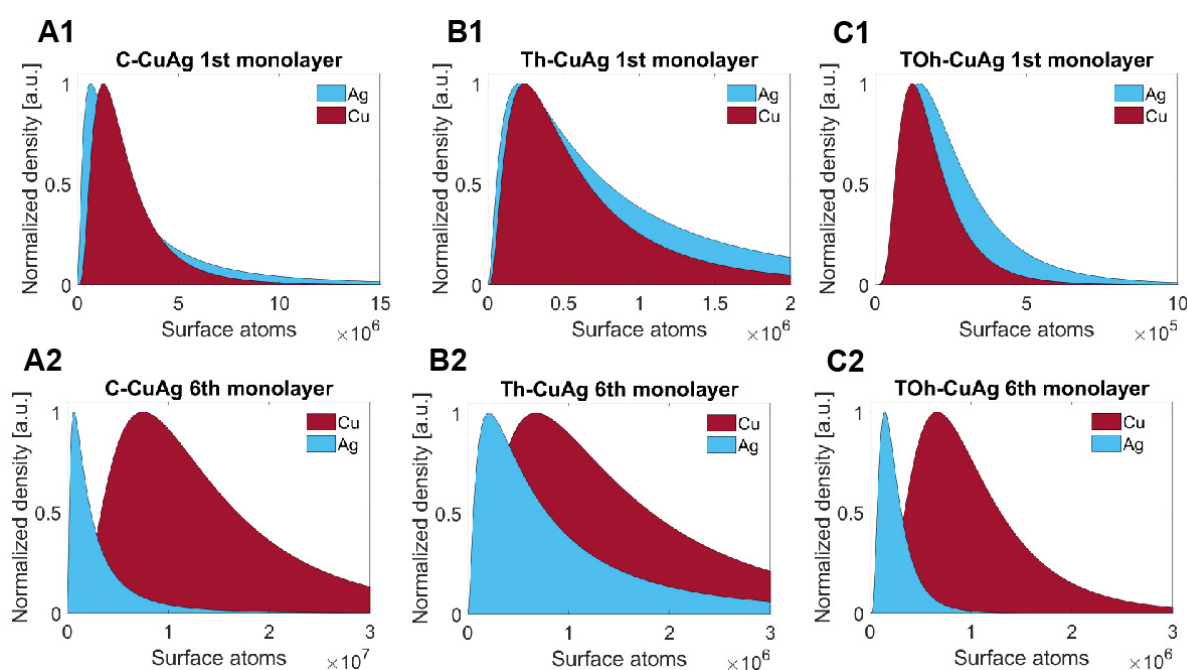 A1
C-CuAg 1st monolayer
Normalized density [a.u.]
1
0.5
0
Ag
Cu
0 5 10 15
Surface atoms ×10⁶
B1
Th-CuAg 1st monolayer
Normalized density [a.u.]
1
0.5
0
Ag
Cu
0 0.5 1 1.5 2
Surface atoms ×10⁶
C1
TOh-CuAg 1st monolayer
Normalized density [a.u.]
1
0.5
0
Ag
Cu
0 5 10
Surface atoms ×10⁵
A2
C-CuAg 6th monolayer
Normalized density [a.u.]
1
0.5
0
Cu
Ag
0 1 2 3
Surface atoms ×10⁷
B2
Th-CuAg 6th monolayer
Normalized density [a.u.]
1
0.5
0
Cu
Ag
0 1 2 3
Surface atoms ×10⁶
C2
TOh-CuAg 6th monolayer
Normalized density [a.u.]
1
0.5
0
Cu
Ag
0 1 2 3
Surface atoms ×10⁶